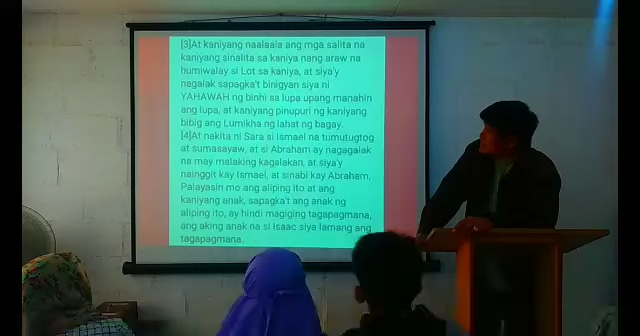 [3]At kaniyang naalaala ang mga salita na
kaniyang sinalita sa kaniya nang araw na
humiwalay si Lot sa kaniya, at siya'y
nagalak sapagka't binigyan siya ni
YAHAWAH ng binhi sa lupa upang manahin
ang lupa, at kaniyang pinupuri ng kaniyang
bibig ang Lumikha ng lahat ng bagay.
[4]At nakita ni Sara si Ismael na tumutugtog
at sumasayaw, at si Abraham ay nagagalak
na may malaking kagalakan, at siya'y
nainggit kay Ismael, at sinabi kay Abraham,
Palayasin mo ang aliping ito at ang
kaniyang anak, sapagka't ang anak ng
aliping ito, ay hindi magiging tagapagmana,
ang aking anak na si Isaac siya lamang ang
tagapagmana.